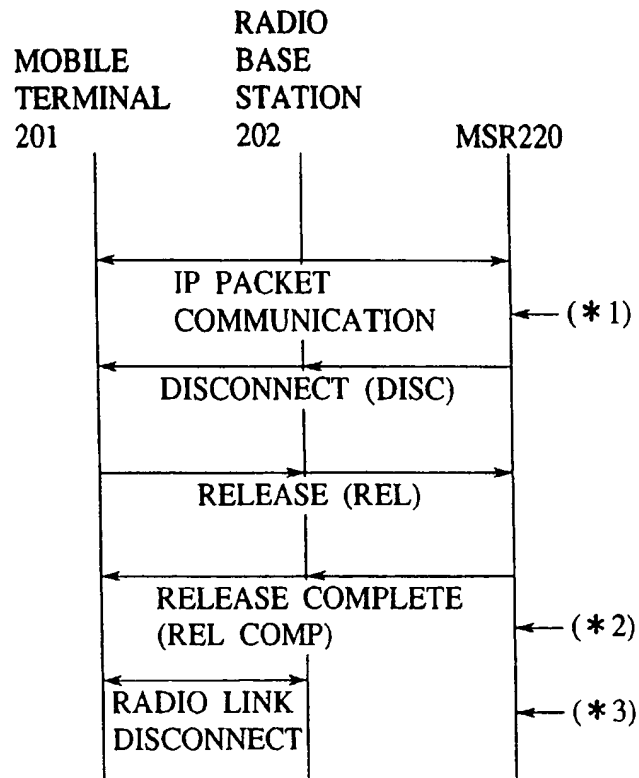 MOBILE
TERMINAL
201
RADIO
BASE
STATION
202
MSR220
IP PACKET
COMMUNICATION
(*1)
DISCONNECT (DISC)
RELEASE (REL)
RELEASE COMPLETE
(REL COMP)
(*2)
RADIO LINK
DISCONNECT
(*3)